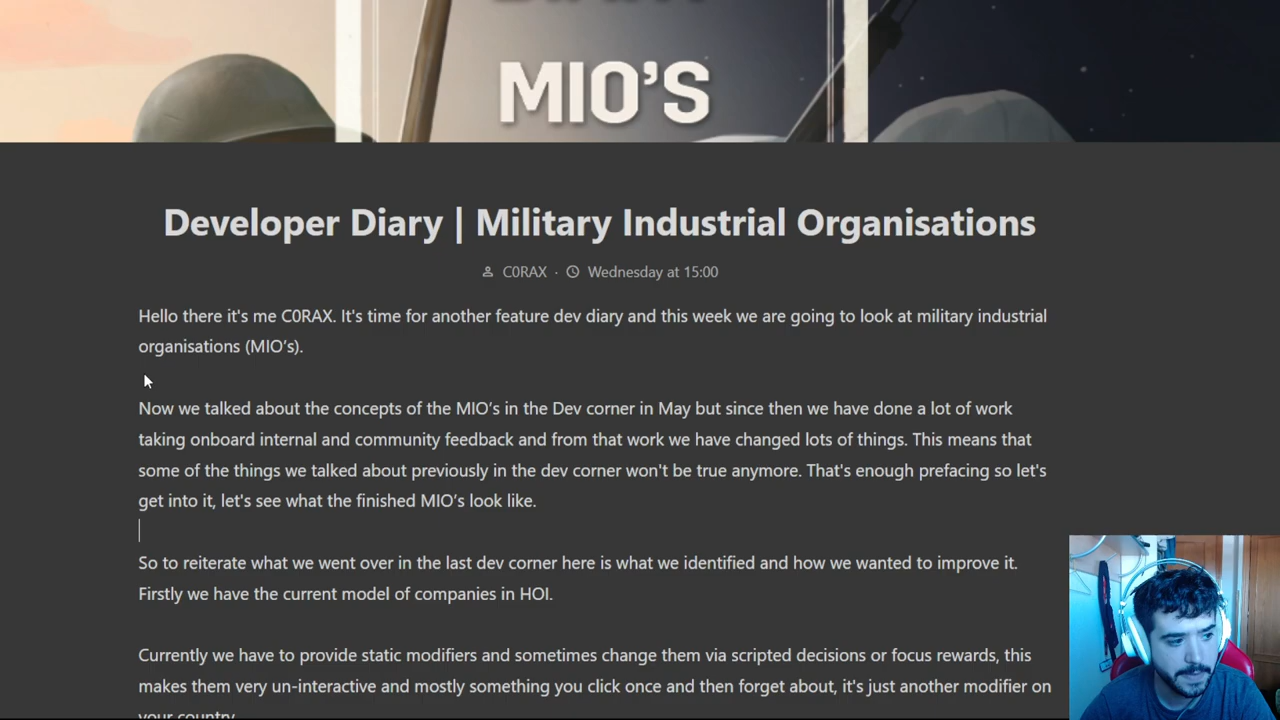 MIO'S
Developer Diary | Military Industrial Organisations
C0RAX · Wednesday at 15:00
Hello there it's me C0RAX. It's time for another feature dev diary and this week we are going to look at military industrial
organisations (MIO’s).
Now we talked about the concepts of the MIO’s in the Dev corner in May but since then we have done a lot of work
taking onboard internal and community feedback and from that work we have changed lots of things. This means that
some of the things we talked about previously in the dev corner won't be true anymore. That's enough prefacing so let's
get into it, let's see what the finished MIO’s look like.
So to reiterate what we went over in the last dev corner here is what we identified and how we wanted to improve it.
Firstly we have the current model of companies in HOI.
Currently we have to provide static modifiers and sometimes change them via scripted decisions or focus rewards, this
makes them very un-interactive and mostly something you click once and then forget about, it's just another modifier on
your country.